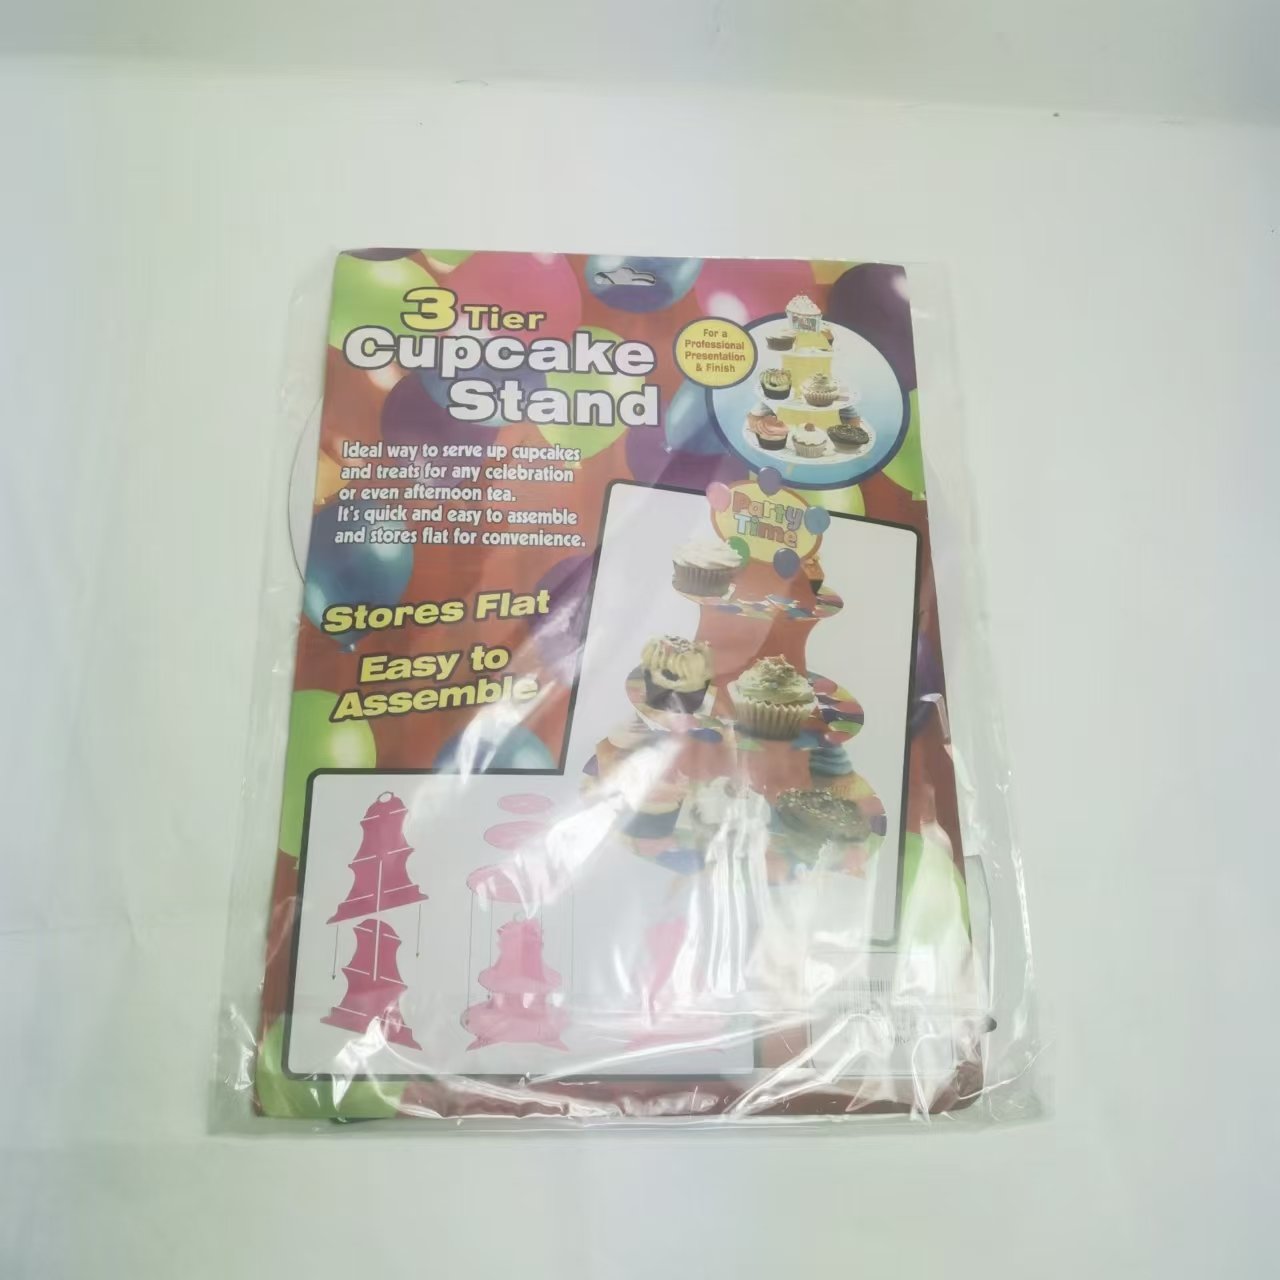 3 Tier
Cupcake
Stand
For a
Professional
Presentation
& Finish
Ideal way to serve up cupcakes
and treats for any celebration
or even afternoon tea.
It's quick and easy to assemble
and stores flat for convenience.
Party
Time
Stores Flat
Easy to
Assemble